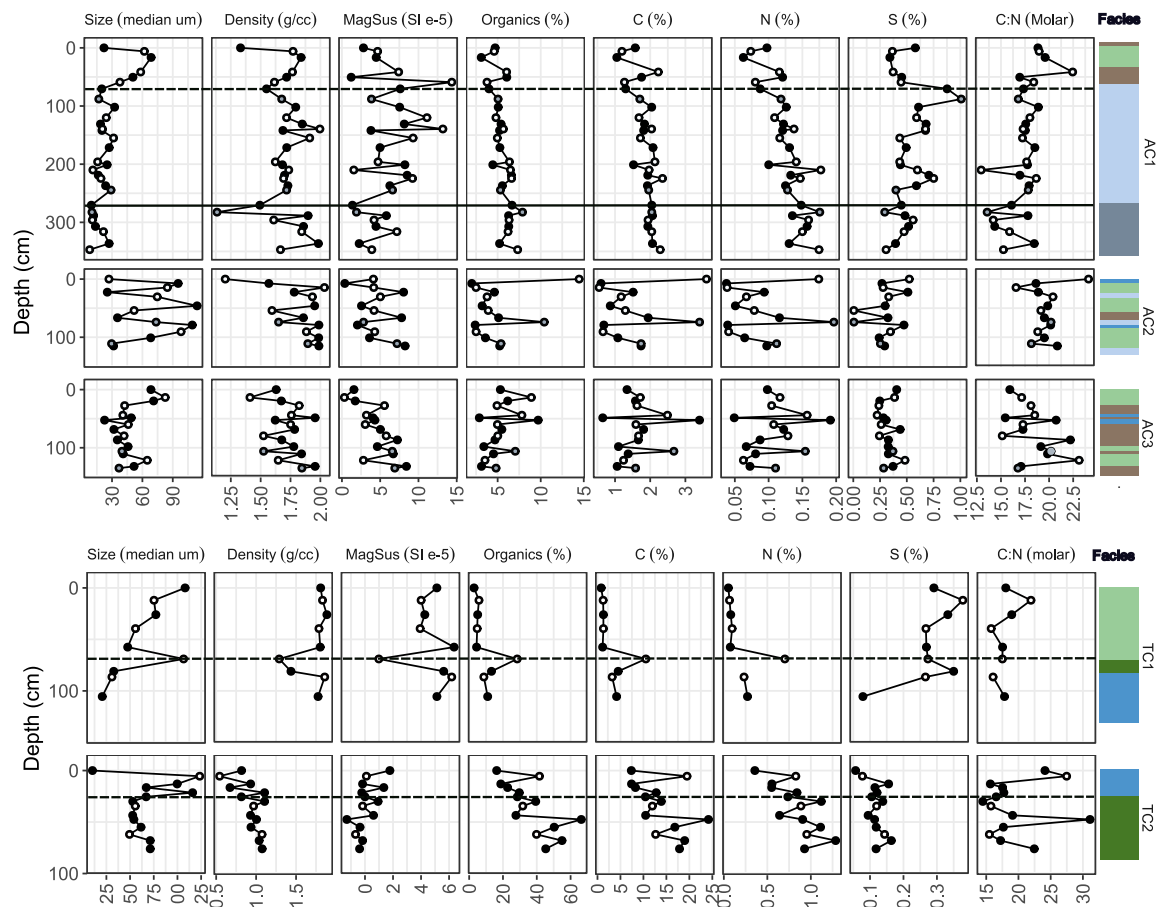 Size (median um) Density (g/cc) MagSus (SI e-5) Organics (%) C (%) N (%) S (%) C:N (Molar) Facies
0
100
200
300
AC1
0
100
AC2
0
100
AC3
Depth (cm)
30 60 90 1.25 1.50 1.75 2.00 0 5 10 15 0 5 10 15 1 2 3 0.05 0.10 0.15 0.20 0.00 0.25 0.50 0.75 1.00 12.5 15.0 17.5 20.0 22.5
Size (median um) Density (g/cc) MagSus (SI e-5) Organics (%) C (%) N (%) S (%) C:N (molar) Facies
0
100
TC1
0
100
TC2
Depth (cm)
25 50 75 1.0 1.5 0 2 4 6 0 20 40 60 0 5 10 15 20 25 0.0 0.5 1.0 0.1 0.2 0.3 15 20 25 30